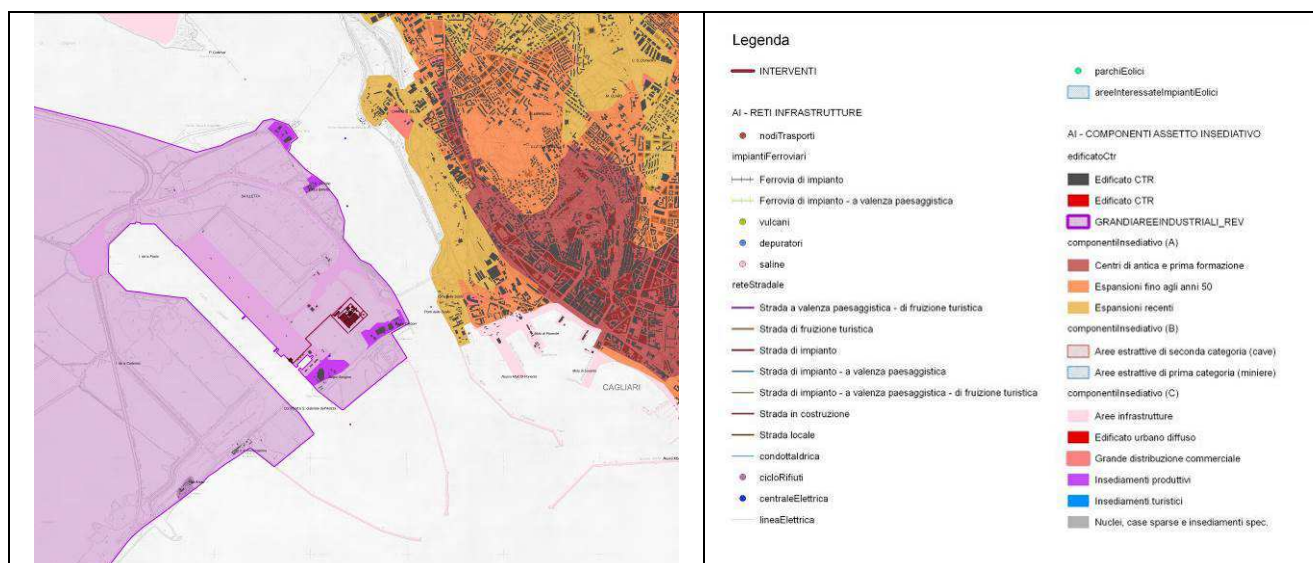 CAGLIARI
Legenda
INTERVENTI
AI - RETI INFRASTRUTTURE
nodiTrasporti
impiantiFerroviari
Ferrovia di impianto
Ferrovia di impianto - a valenza paesaggistica
vulcani
depuratori
saline
reteStradale
Strada a valenza paesaggistica - di fruizione turistica
Strada di fruizione turistica
Strada di impianto
Strada di impianto - a valenza paesaggistica
Strada di impianto - a valenza paesaggistica - di fruizione turistica
Strada in costruzione
Strada locale
condottaIdrica
cicloRifiuti
centraleElettrica
lineaElettrica
parchiEolici
areeInteressateImpiantiEolici
AI - COMPONENTI ASSETTO INSEDIATIVO
edificatoCtr
Edificato CTR
Edificato CTR
GRANDIAREEINDUSTRIALI_REV
componentiInsediativo (A)
Centri di antica e prima formazione
Espansioni fino agli anni 50
Espansioni recenti
componentiInsediativo (B)
Aree estrattive di seconda categoria (cave)
Aree estrattive di prima categoria (miniere)
componentiInsediativo (C)
Aree infrastrutture
Edificato urbano diffuso
Grande distribuzione commerciale
Insediamenti produttivi
Insediamenti turistici
Nuclei, case sparse e insediamenti spec.